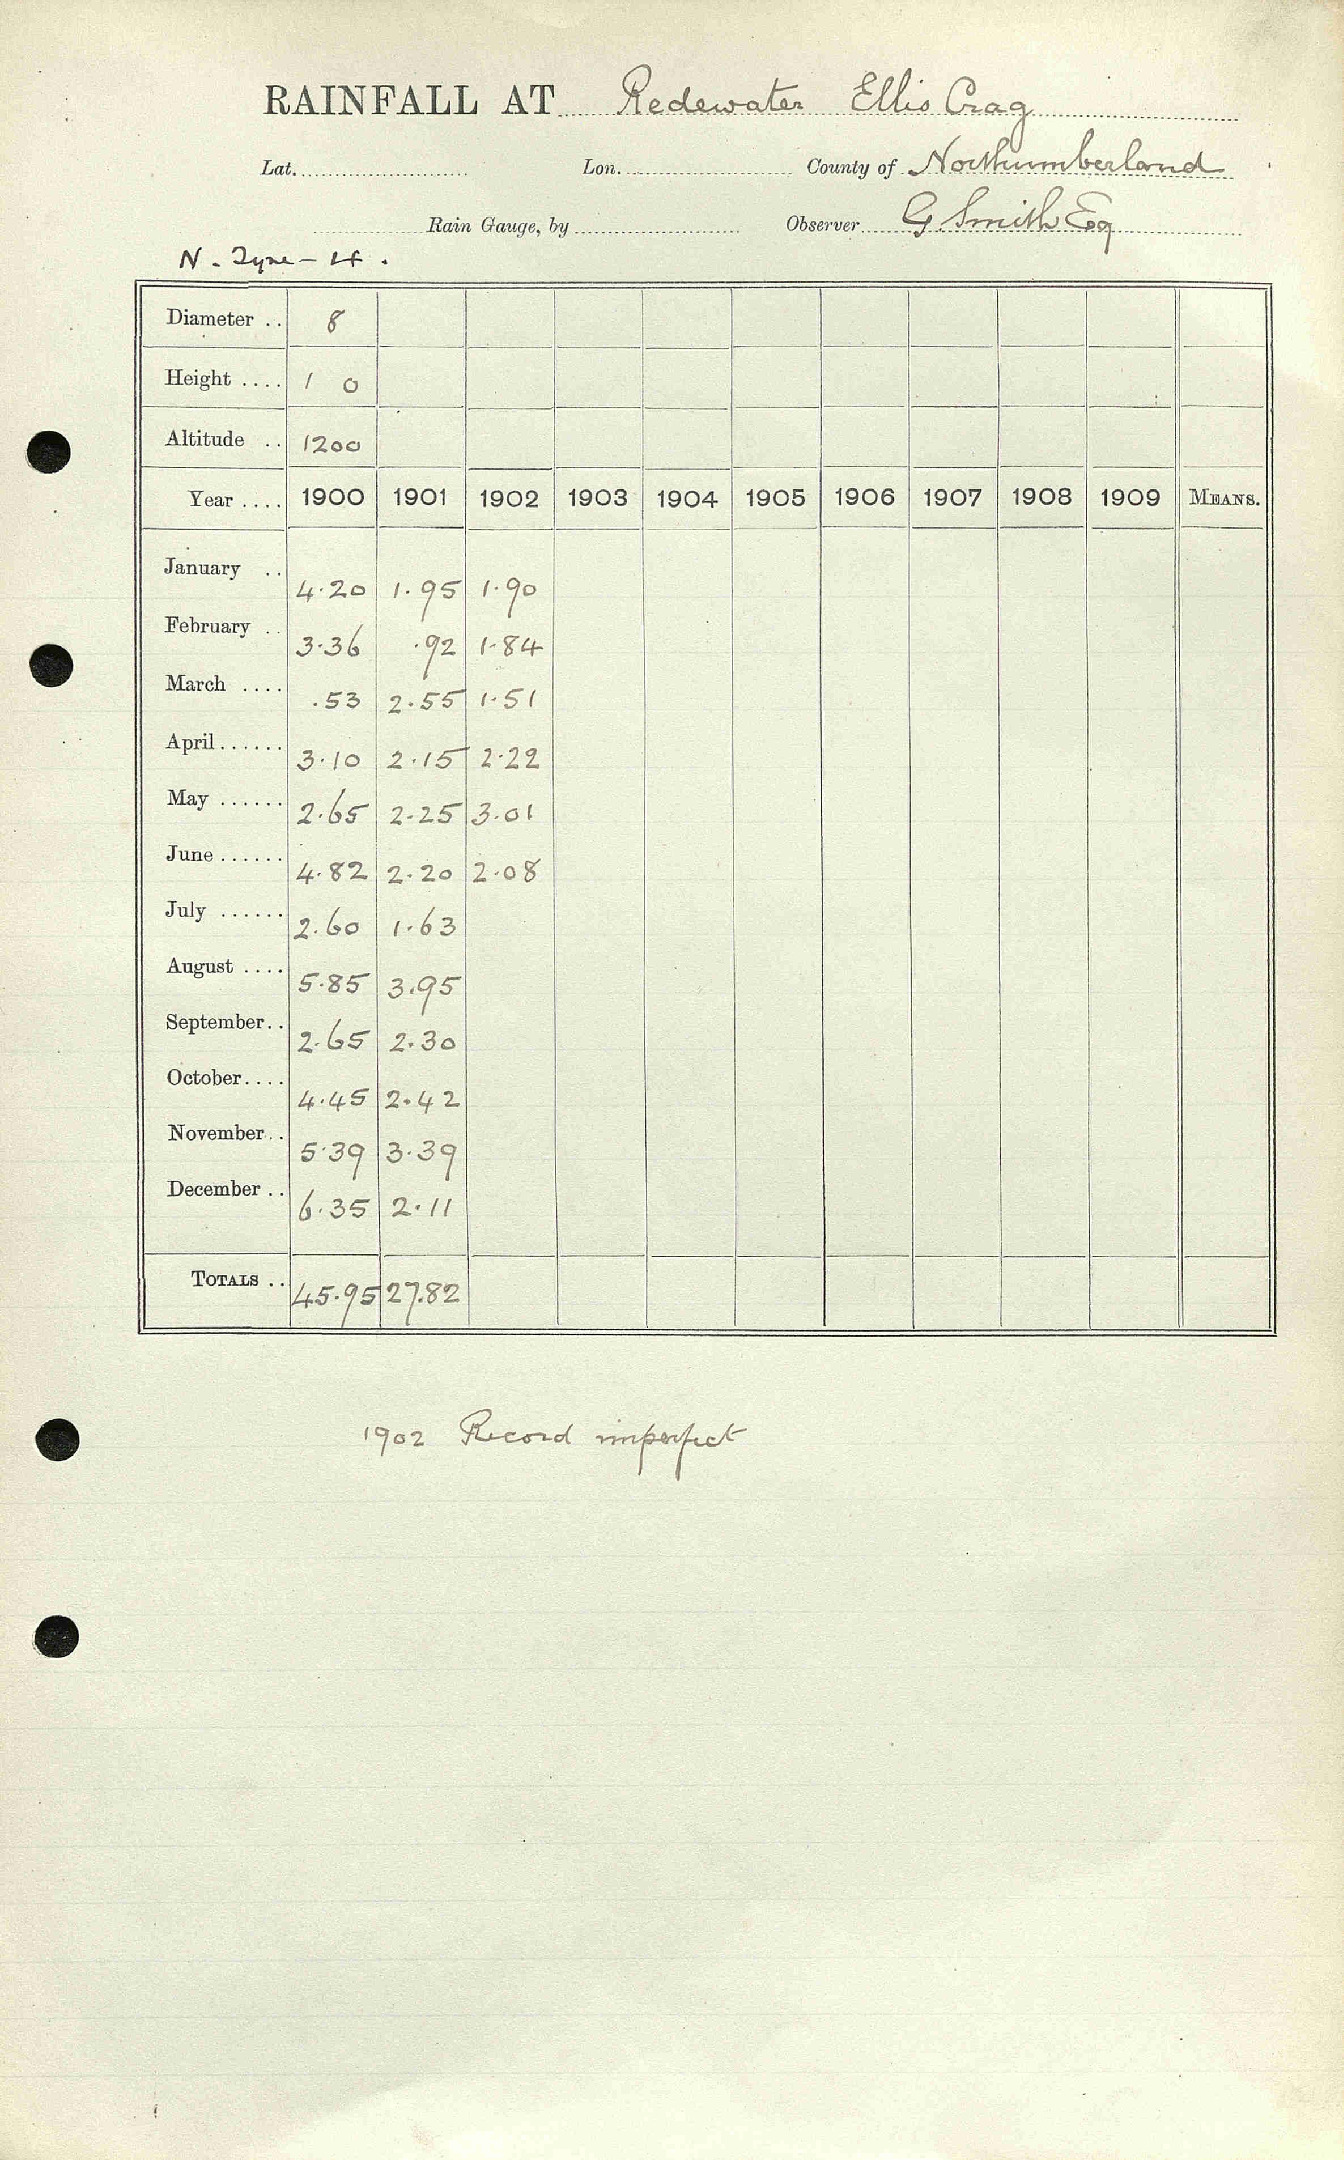 RAINFALL AT Redewater Ellis Crag
Lat. Lon. County of Northumberland
Rain Gauge, by Observer G Smith Esq
N. Tyne -
Diameter .. 8
Height .... 1 0
Altitude .. 1200
Year .... 1900 1901 1902 1903 1904 1905 1906 1907 1908 1909 MEANS.
January .. 4.20 1.95 1.90
February .. 3.36 .92 1.84
March .... .53 2.55 1.51
April...... 3.10 2.15 2.22
May ...... 2.65 2.25 3.01
June...... 4.82 2.20 2.08
July ...... 2.60 1.63
August .... 5.85 3.95
September.. 2.65 2.30
October.... 4.45 2.42
November.. 5.39 3.39
December .. 6.35 2.11
TOTALS .. 45.95 27.82
1902 Record imperfect